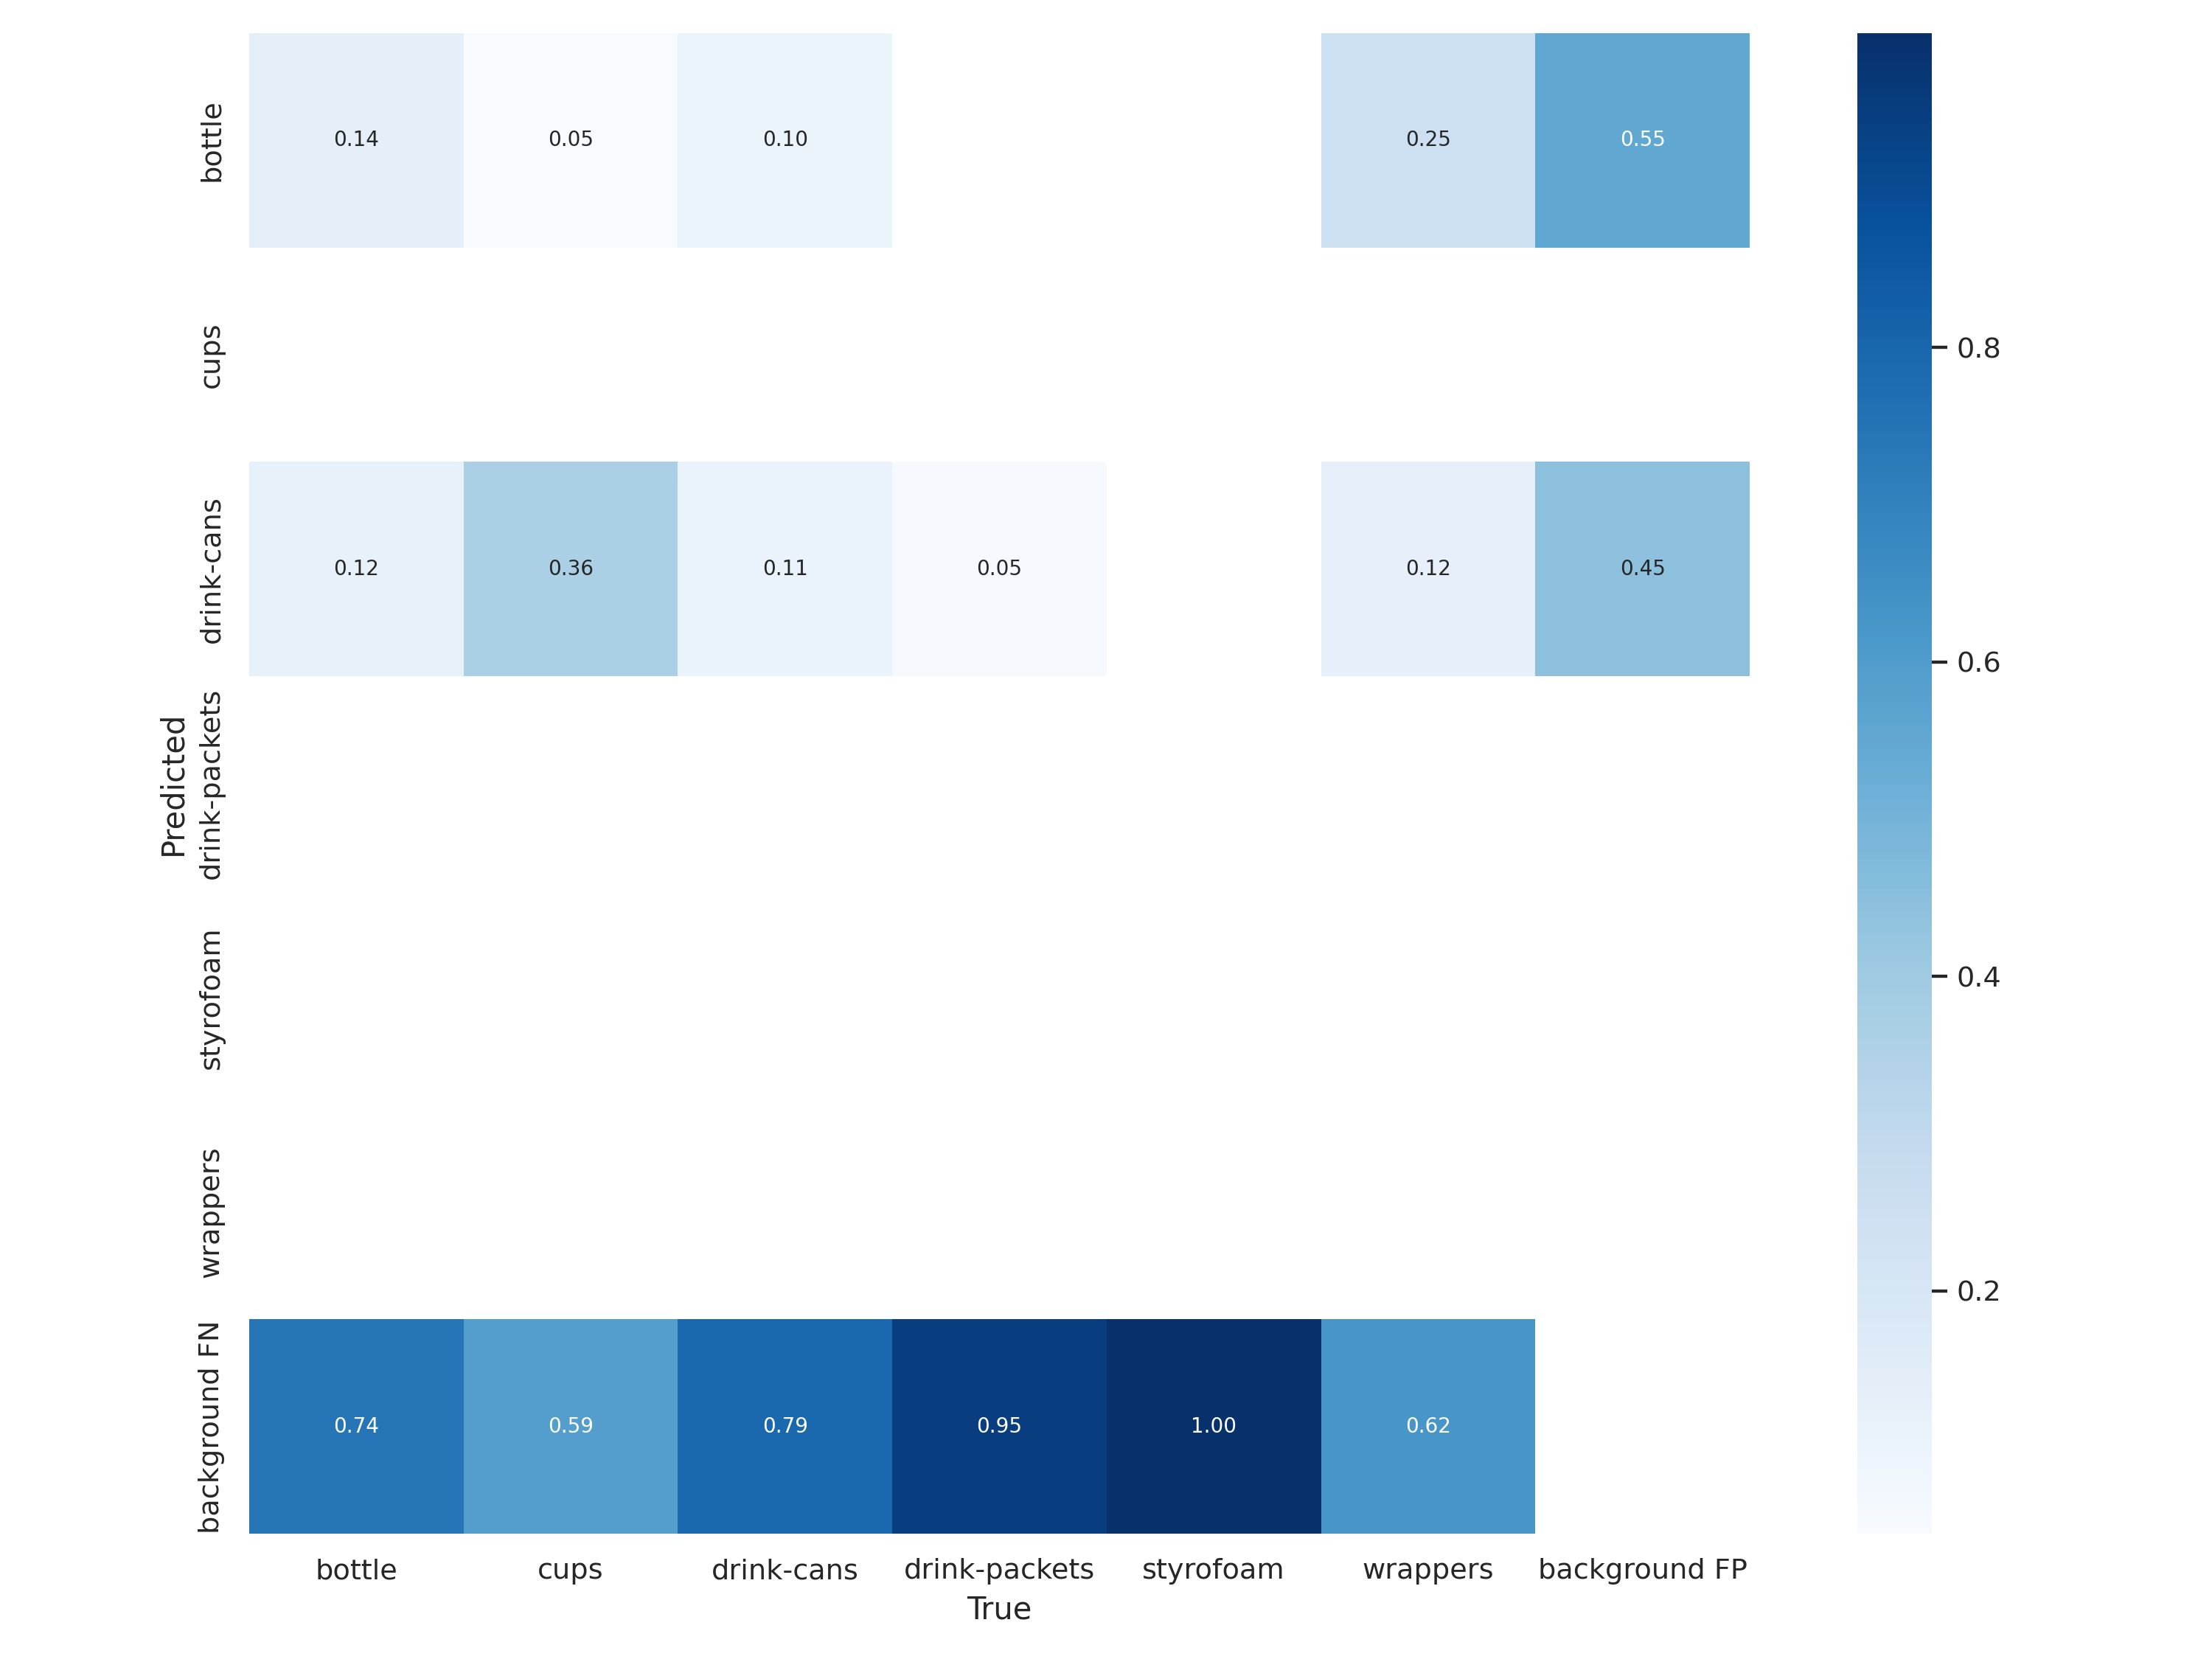 bottle
0.14 0.05 0.10 0.25 0.55
cups
0.8
drink-cans
0.12 0.36 0.11 0.05 0.12 0.45
0.6
Predicted
drink-packets
styrofoam
0.4
wrappers
0.2
background FN
0.74 0.59 0.79 0.95 1.00 0.62
bottle cups drink-cans drink-packets styrofoam wrappers background FP
True